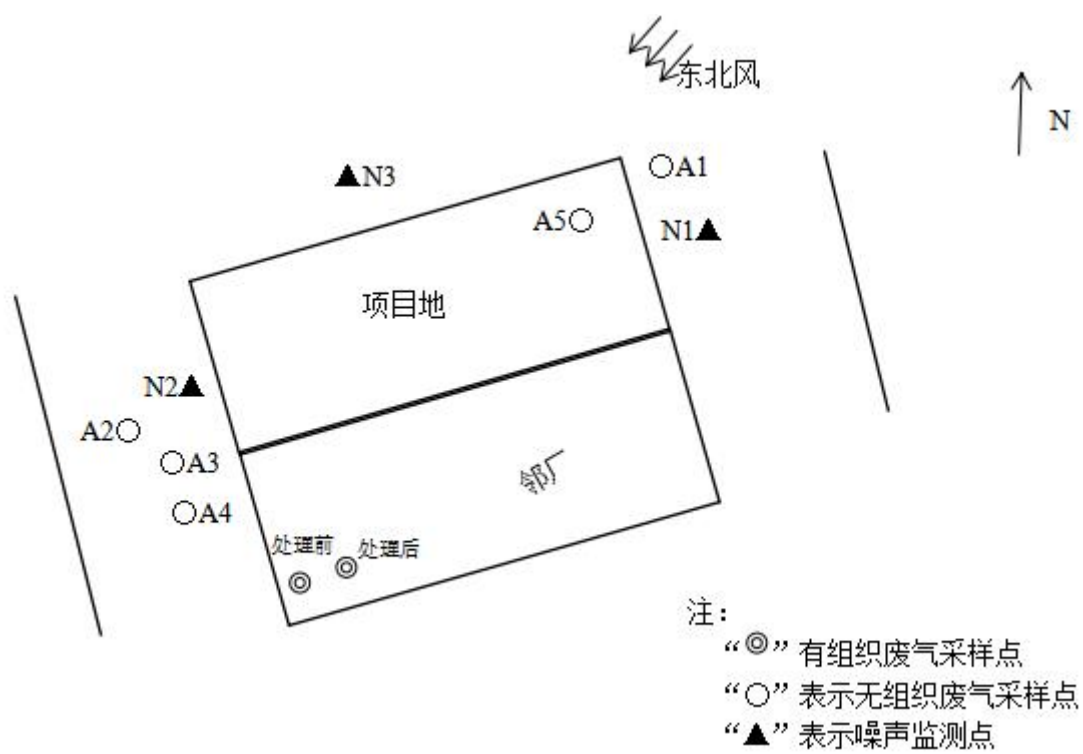 东北风
N
A1
N3
A5
N1
项目地
N2
A2
A3
A4
邻厂
处理前
处理后
注：
“◎” 有组织废气采样点
“○” 表示无组织废气采样点
“▲” 表示噪声监测点